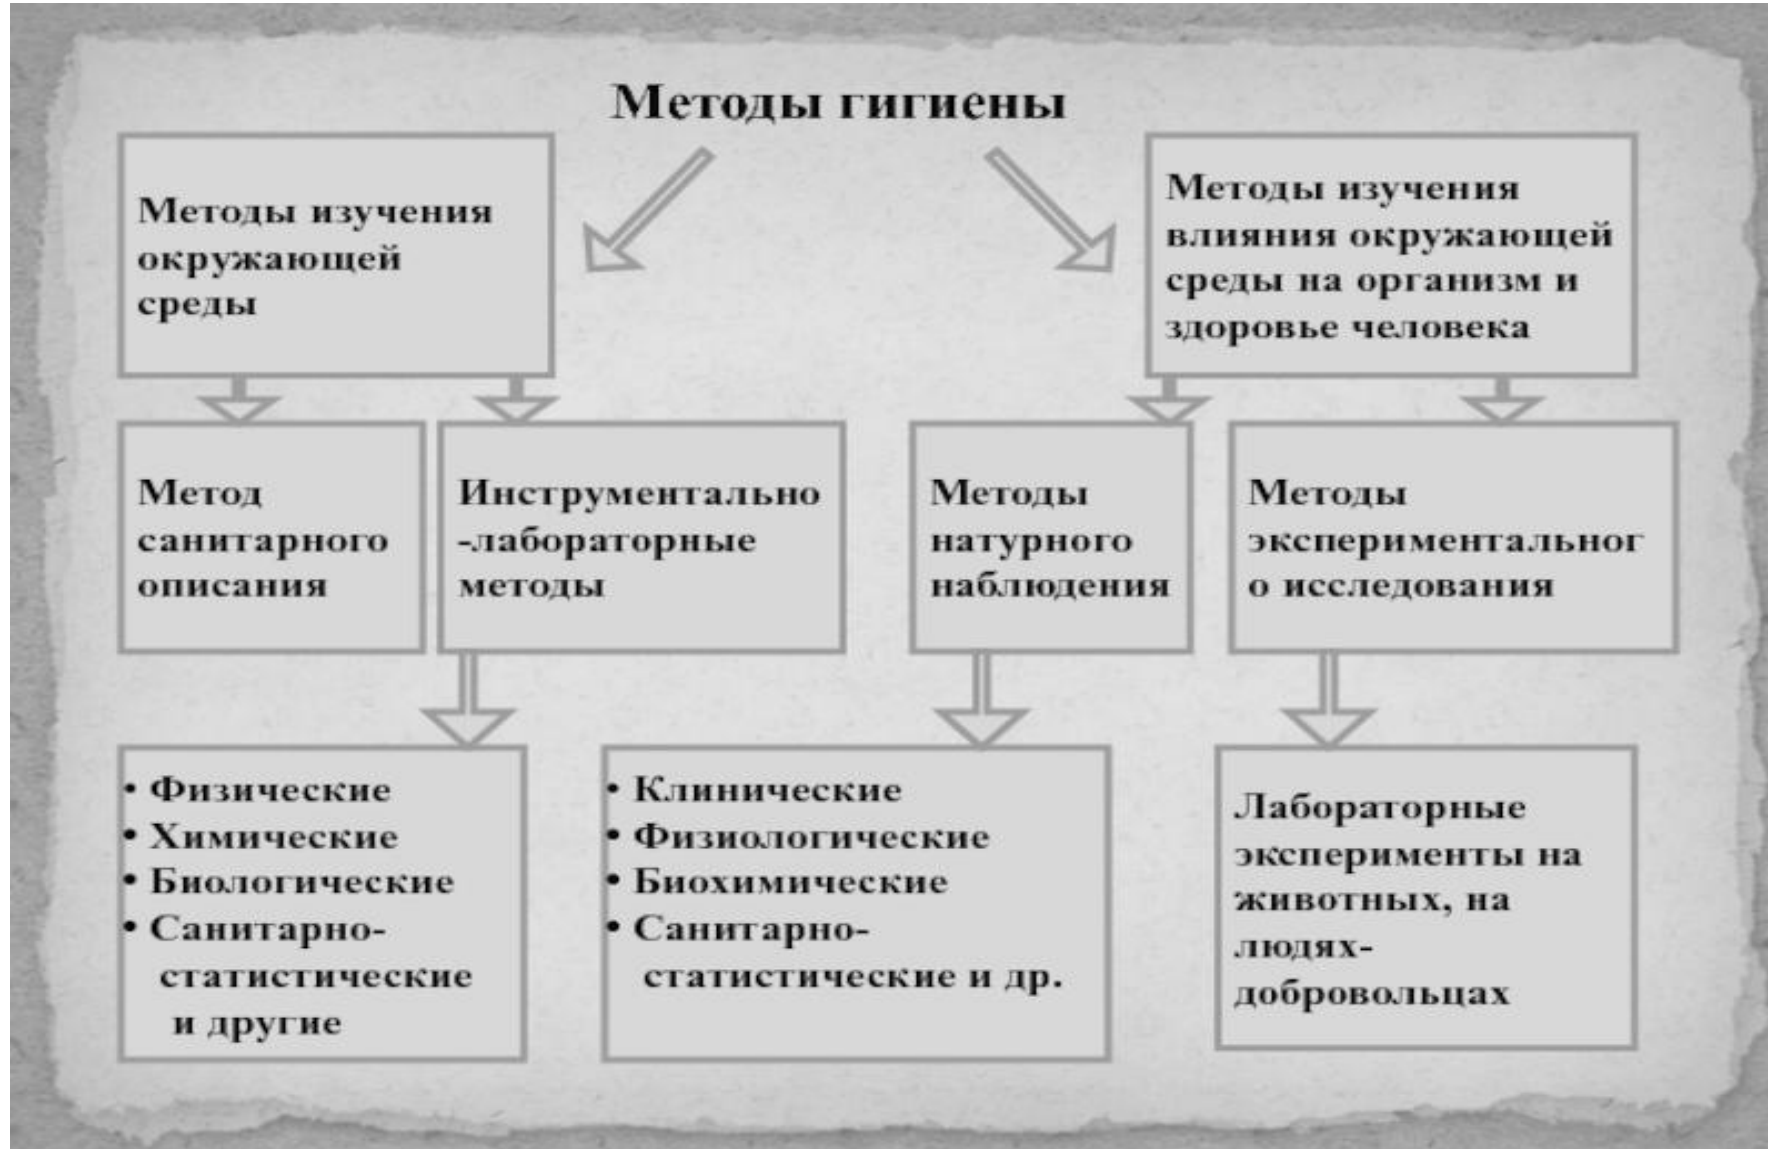 Методы гигиены
Методы изучения
окружающей
среды
Методы изучения
влияния окружающей
среды на организм и
здоровье человека
Метод
санитарного
описания
Инструментально
-лабораторные
методы
Методы
натурного
наблюдения
Методы
экспериментальног
о исследования
• Физические
• Химические
• Биологические
• Санитарно-
статистические
и другие
• Клинические
• Физиологические
• Биохимические
• Санитарно-
статистические и др.
Лабораторные
эксперименты на
животных, на
людях-
добровольцах